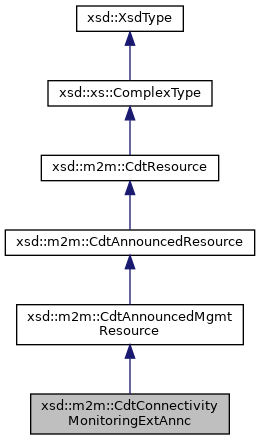 xsd::XsdType
xsd::xs::ComplexType
xsd::m2m::CdtResource
xsd::m2m::CdtAnnouncedResource
xsd::m2m::CdtAnnouncedMgmt
Resource
xsd::m2m::CdtConnectivity
MonitoringExtAnnc